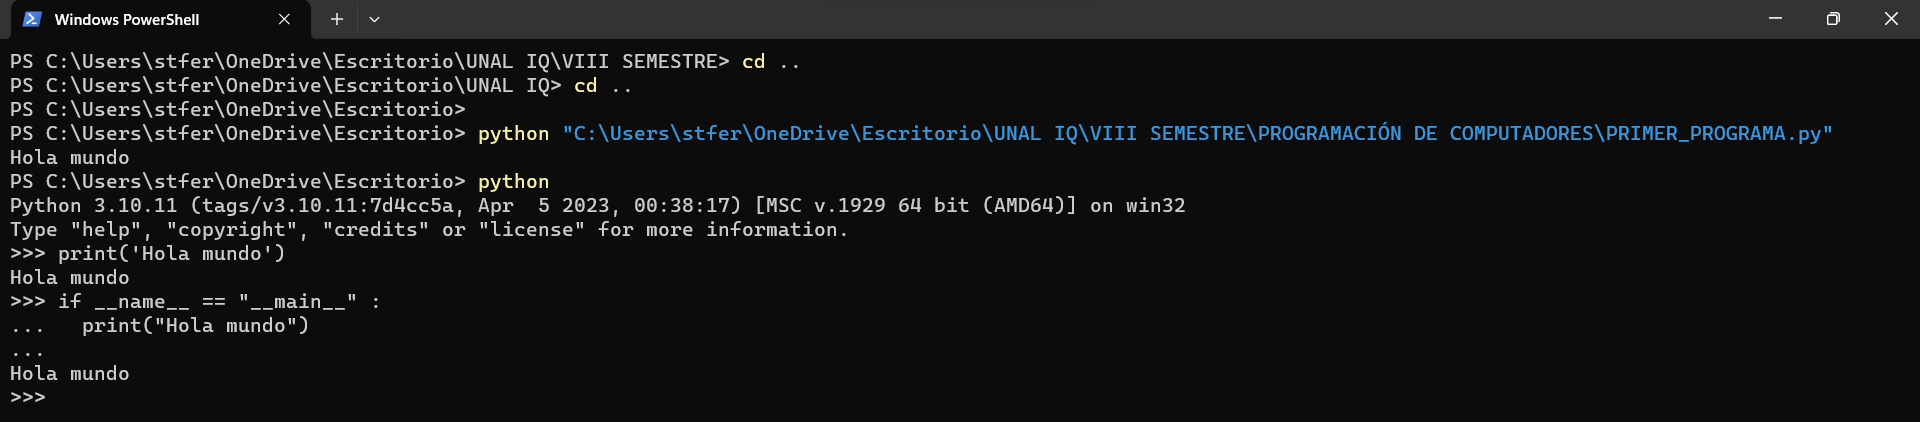 Windows PowerShell
PS C:\Users\stfer\OneDrive\Escritorio\UNAL IQ\VIII SEMESTRE> cd ..
PS C:\Users\stfer\OneDrive\Escritorio\UNAL IQ> cd ..
PS C:\Users\stfer\OneDrive\Escritorio>
PS C:\Users\stfer\OneDrive\Escritorio> python "C:\Users\stfer\OneDrive\Escritorio\UNAL IQ\VIII SEMESTRE\PROGRAMACIÓN DE COMPUTADORES\PRIMER_PROGRAMA.py"
Hola mundo
PS C:\Users\stfer\OneDrive\Escritorio> python
Python 3.10.11 (tags/v3.10.11:7d4cc5a, Apr  5 2023, 00:38:17) [MSC v.1929 64 bit (AMD64)] on win32
Type "help", "copyright", "credits" or "license" for more information.
>>> print('Hola mundo')
Hola mundo
>>> if __name__ == "__main__" :
...   print("Hola mundo")
...
Hola mundo
>>>